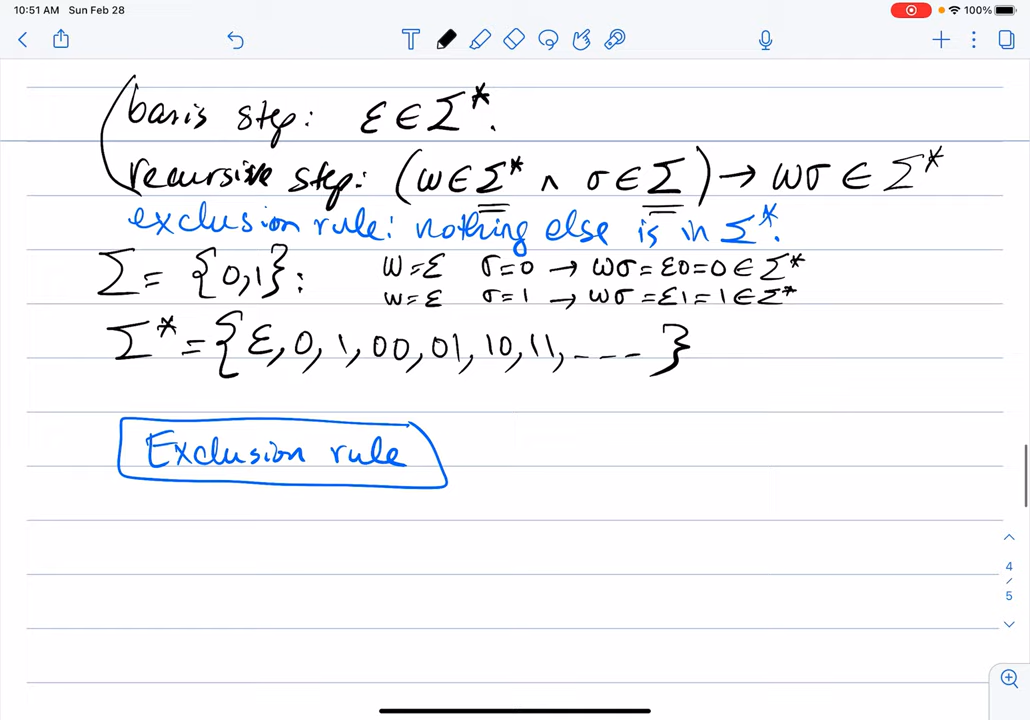 10:51 AM Sun Feb 28 100%
T
basis step: ε ∈ Σ*.
recursive step: (w ∈ Σ* ∧ σ ∈ Σ) → wσ ∈ Σ*
exclusion rule: nothing else is in Σ*.
Σ = {0,1}: w=ε σ=0 → wσ=ε0=0 ∈ Σ*
w=ε σ=1 → wσ=ε1=1 ∈ Σ*
Σ* = {ε, 0, 1, 00, 01, 10, 11, ---- }
Exclusion rule
4
/
5